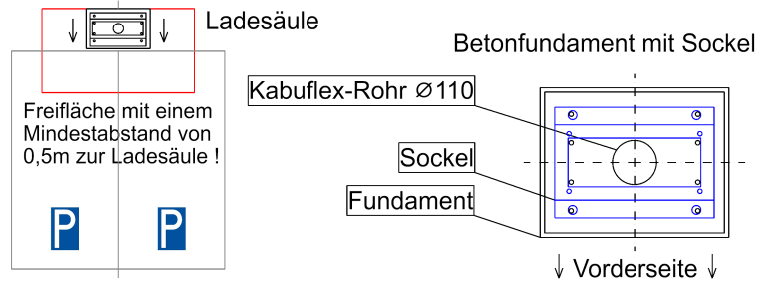 Ladesäule
Freifläche mit einem
Mindestabstand von
0,5m zur Ladesäule !
P P
Betonfundament mit Sockel
Kabuflex-Rohr ⌀110
Sockel
Fundament
Vorderseite